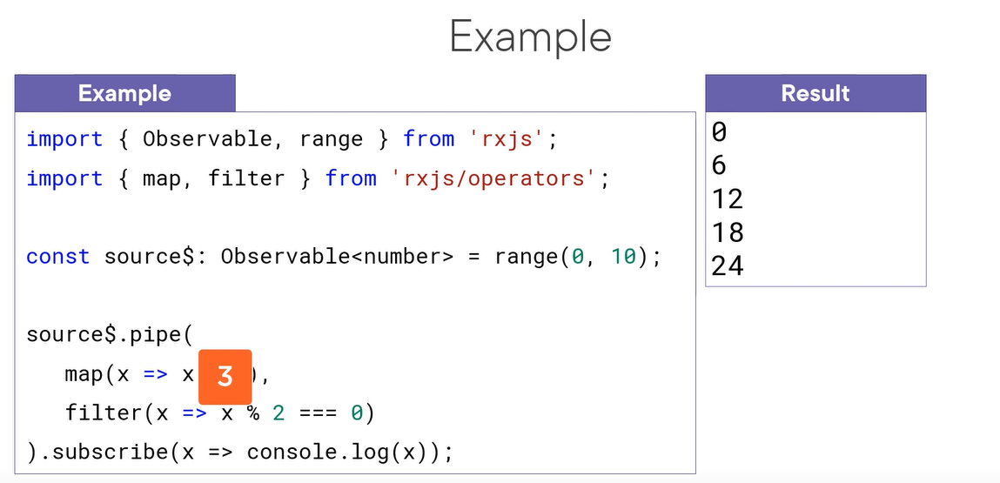 Example
Example
import { Observable, range } from 'rxjs';
import { map, filter } from 'rxjs/operators';
const source$: Observable<number> = range(0, 10);
source$.pipe(
map(x => x 3 ),
filter(x => x % 2 === 0)
).subscribe(x => console.log(x));
Result
0
6
12
18
24